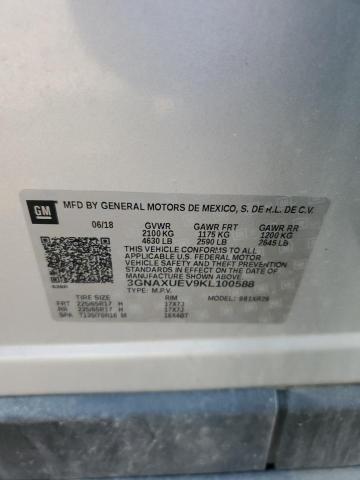 GM
MFD BY GENERAL MOTORS DE MEXICO, S. DE R.L. DE C.V.
06/18 GVWR GAWR FRT GAWR RR
2100 KG 1175 KG 1200 KG
4630 LB 2590 LB 2645 LB
THIS VEHICLE CONFORMS TO ALL
APPLICABLE U.S. FEDERAL MOTOR
VEHICLE SAFETY AND THEFT PREVENTION
STANDARDS IN EFFECT ON THE DATE OF
MANUFACTURE SHOWN ABOVE.
3GNAXUEV9KL100588
TYPE: M.P.V. MODEL:
TIRE SIZE RIM
FRT 225/65R17 H 17X7J
RR 225/65R17 H 17X7J
SPA T135/70R16 M 16X4BT